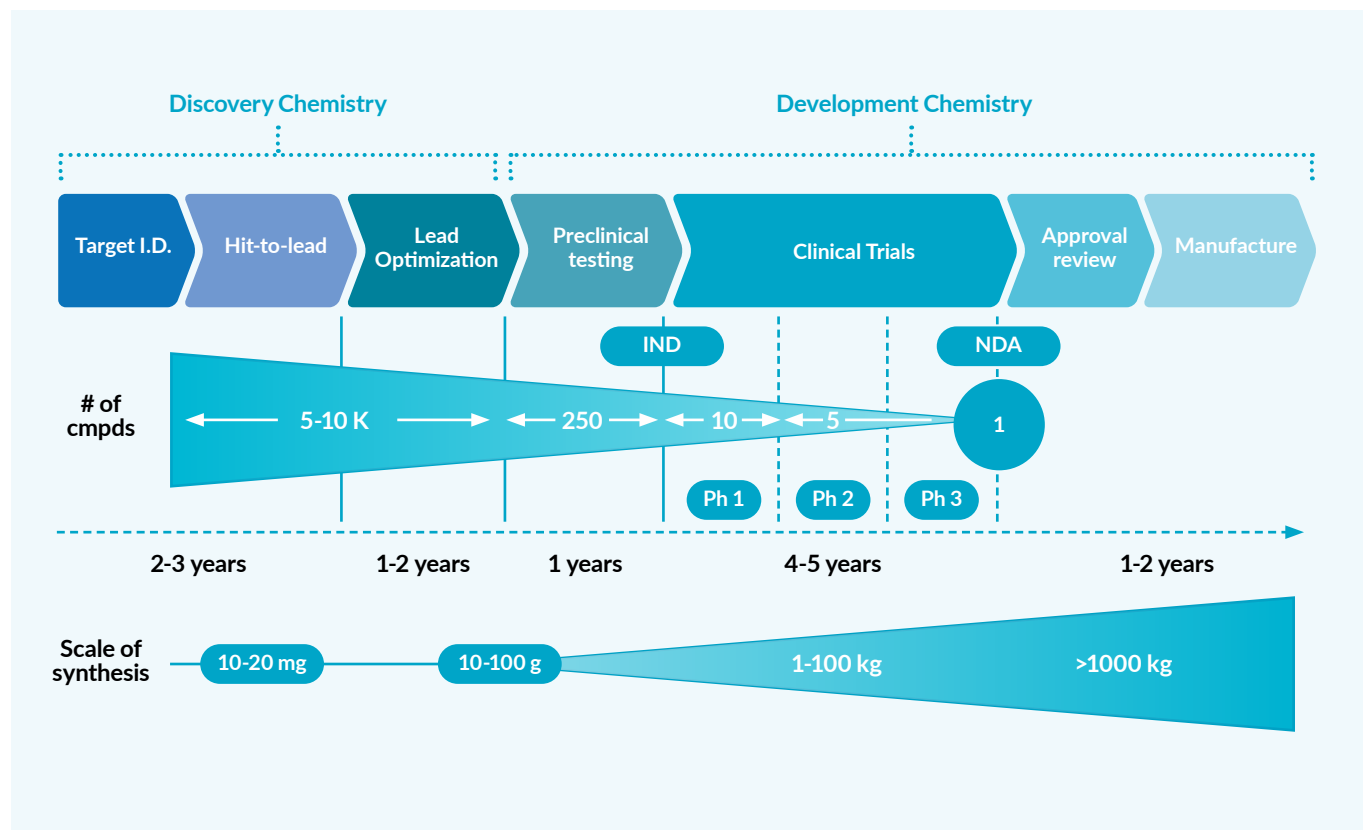 Discovery Chemistry
Development Chemistry
Target I.D.
Hit-to-lead
Lead
Optimization
Preclinical
testing
Clinical Trials
Approval
review
Manufacture
IND
NDA
# of
cmpds
5-10 K
250
10
5
1
Ph 1
Ph 2
Ph 3
2-3 years
1-2 years
1 years
4-5 years
1-2 years
Scale of
synthesis
10-20 mg
10-100 g
1-100 kg
>1000 kg